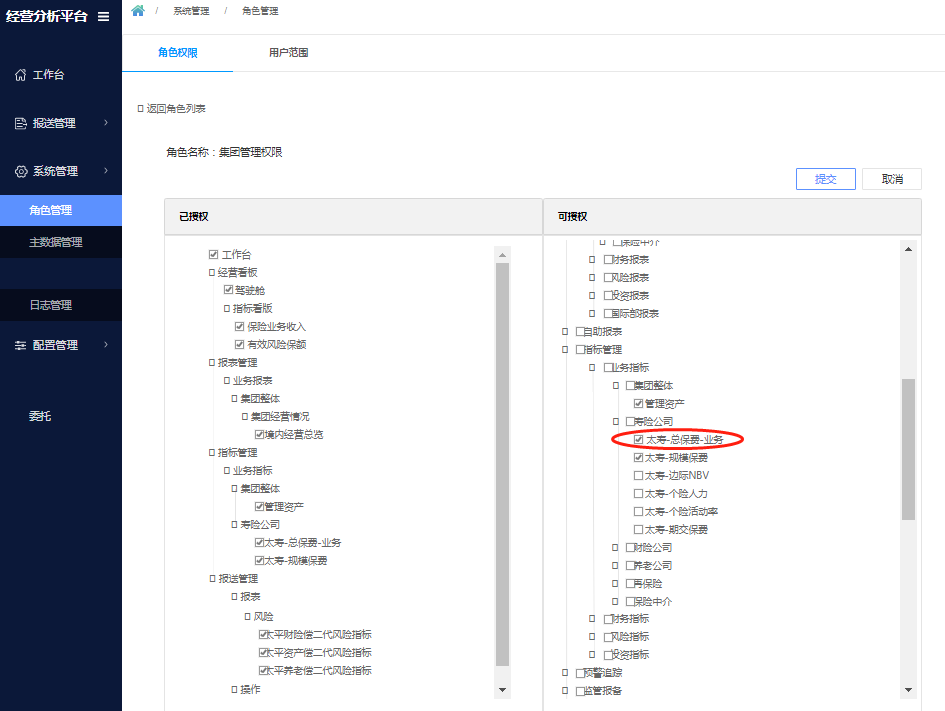 经营分析平台
/ 系统管理 / 角色管理
角色权限 用户范围
工作台
报送管理
系统管理
角色管理
主数据管理
日志管理
配置管理
委托
返回角色列表
角色名称：集团管理权限
提交 取消
已授权
工作台
经营看板
驾驶舱
指标看版
保险业务收入
有效风险保额
报表管理
业务报表
集团整体
集团经营情况
境内经营总览
指标管理
业务指标
集团整体
管理资产
寿险公司
太寿-总保费-业务
太寿-规模保费
报送管理
报表
风险
太平财险偿二代风险指标
太平资产偿二代风险指标
太平养老偿二代风险指标
操作
可授权
保险中介
财务报表
风险报表
投资报表
国际部报表
自助报表
指标管理
业务指标
集团整体
管理资产
寿险公司
太寿-总保费-业务
太寿-规模保费
太寿-边际NBV
太寿-个险人力
太寿-个险活动率
太寿-期交保费
财险公司
养老公司
再保险
保险中介
财务指标
风险指标
投资指标
预警追踪
监管报备